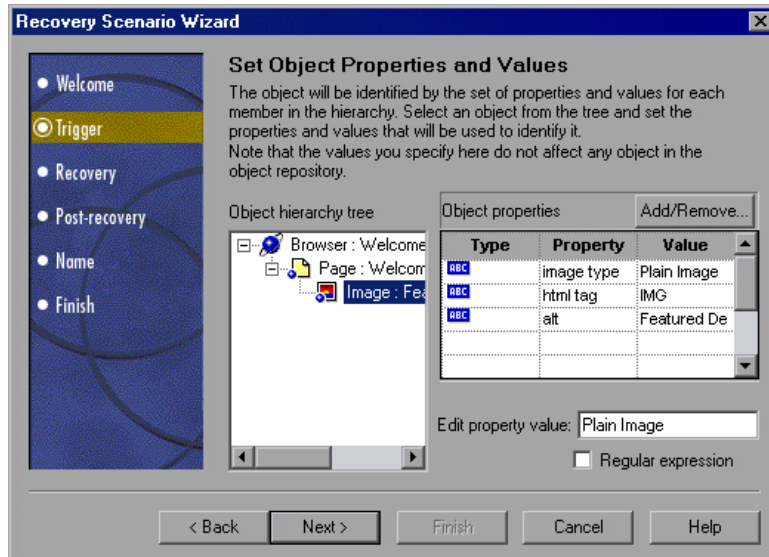 Recovery Scenario Wizard
Welcome
Trigger
Recovery
Post-recovery
Name
Finish
Set Object Properties and Values
The object will be identified by the set of properties and values for each
member in the hierarchy. Select an object from the tree and set the
properties and values that will be used to identify it.
Note that the values you specify here do not affect any object in the
object repository.
Object hierarchy tree
Browser : Welcome
Page : Welcom
Image : Fea
Object properties
Add/Remove...
Type Property Value
ABC image type Plain Image
ABC html tag IMG
ABC alt Featured De
Edit property value: Plain Image
Regular expression
< Back Next > Finish Cancel Help